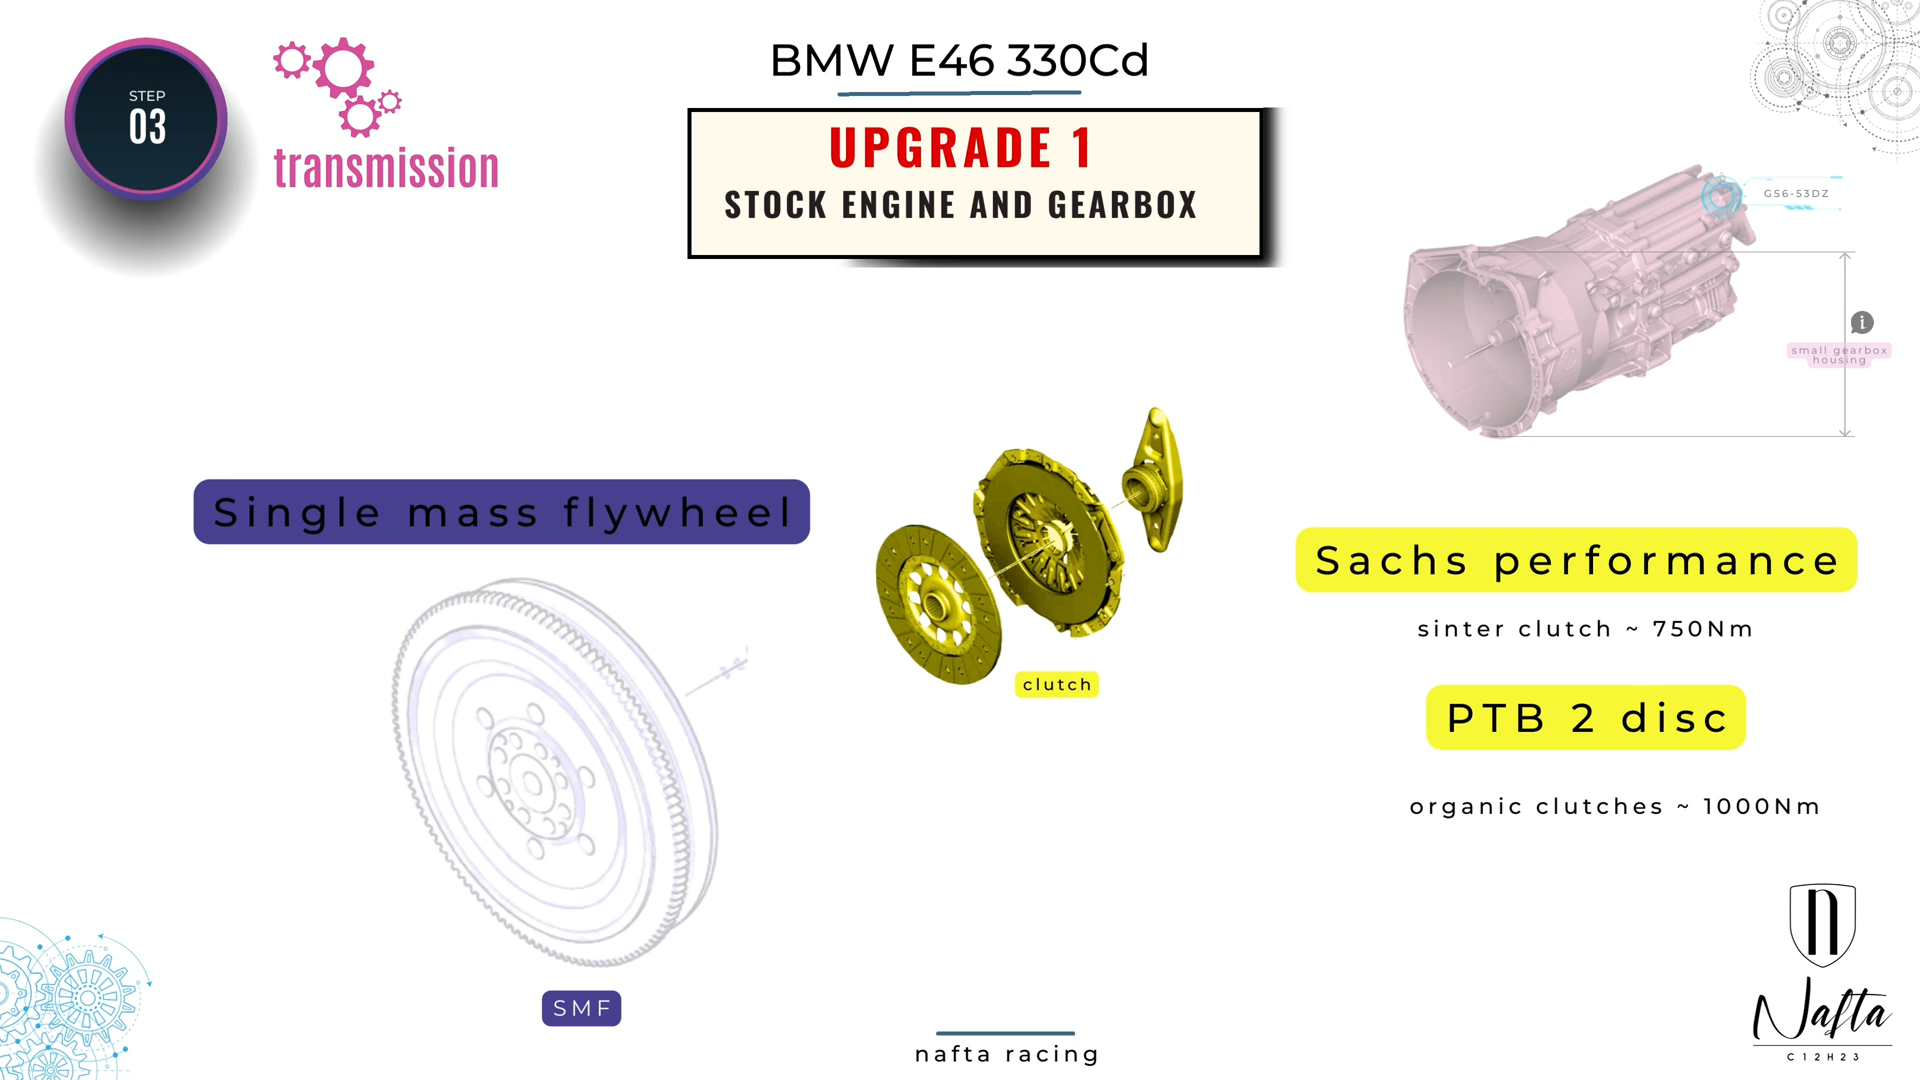 STEP
03
transmission
BMW E46 330Cd
UPGRADE 1
STOCK ENGINE AND GEARBOX
GS6-53DZ
i
small gearbox
housing
Single mass flywheel
SMF
clutch
Sachs performance
sinter clutch ~ 750Nm
PTB 2 disc
organic clutches ~ 1000Nm
n
Nafta
C12H23
nafta racing